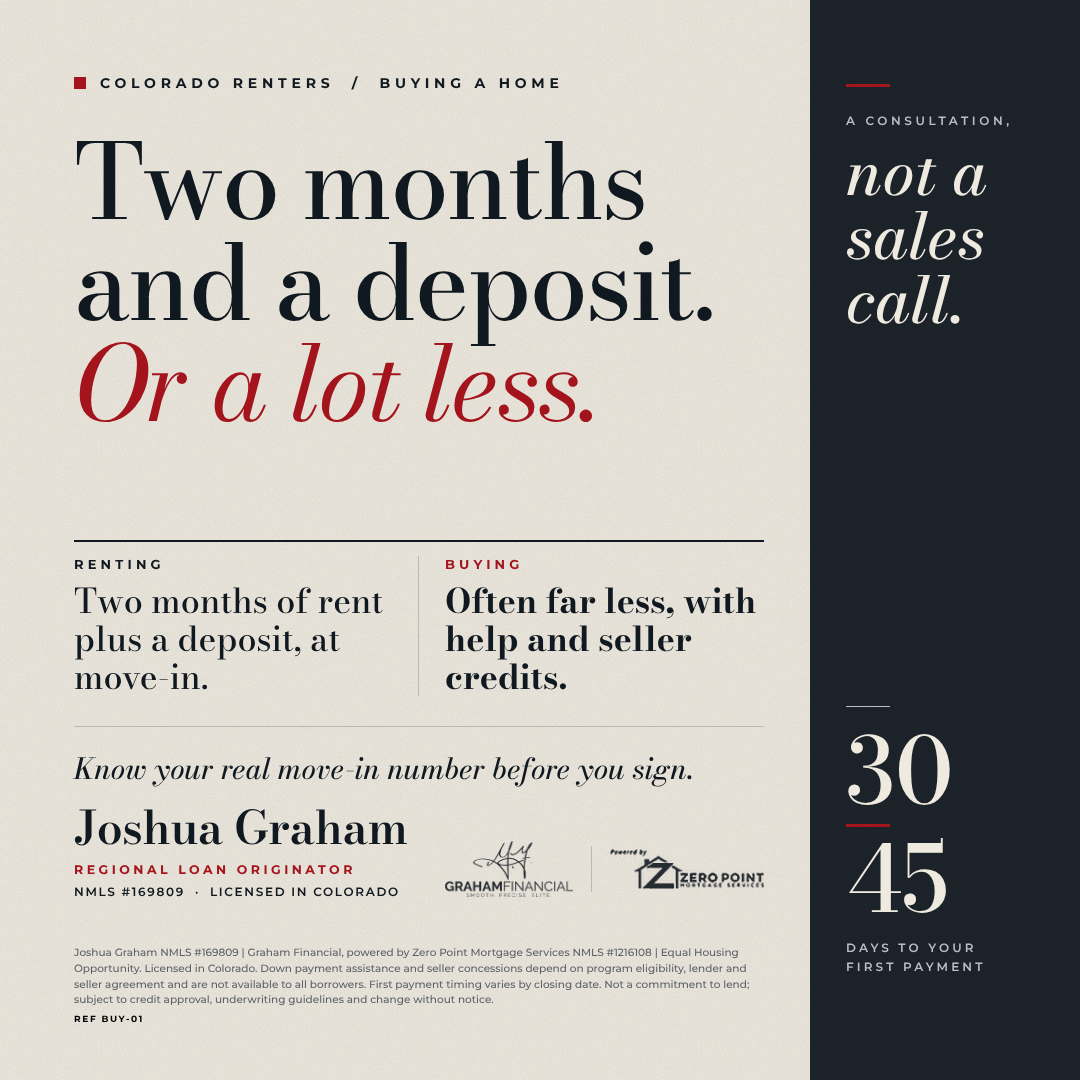 COLORADO RENTERS / BUYING A HOME
Two months
and a deposit.
Or a lot less.
RENTING
Two months of rent
plus a deposit, at
move-in.
BUYING
Often far less, with
help and seller
credits.
Know your real move-in number before you sign.
Joshua Graham
REGIONAL LOAN ORIGINATOR
NMLS #169809 · LICENSED IN COLORADO
GRAHAMFINANCIAL
SMOOTH. PRECISE. ELITE.
Powered by
ZERO POINT
MORTGAGE SERVICES
Joshua Graham NMLS #169809 | Graham Financial, powered by Zero Point Mortgage Services NMLS #1216108 | Equal Housing
Opportunity. Licensed in Colorado. Down payment assistance and seller concessions depend on program eligibility, lender and
seller agreement and are not available to all borrowers. First payment timing varies by closing date. Not a commitment to lend;
subject to credit approval, underwriting guidelines and change without notice.
REF BUY-01
A CONSULTATION,
not a
sales
call.
30
45
DAYS TO YOUR
FIRST PAYMENT